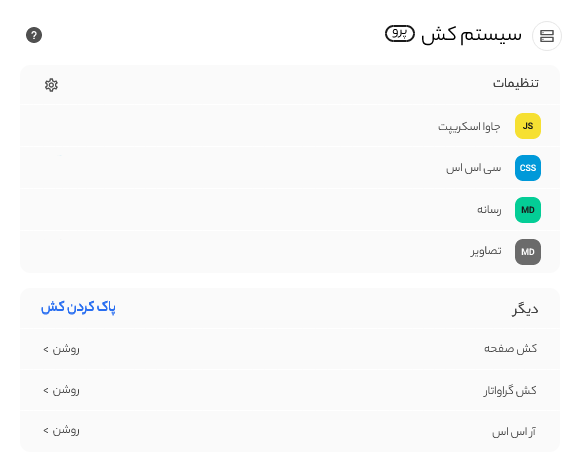 سیستم کش پرو ?
تنظیمات
JS جاوا اسکریپت
CSS سی اس اس
MD رسانه
MD تصاویر
دیگر پاک کردن کش
کش صفحه روشن >
کش گراواتار روشن >
آر اس اس روشن >